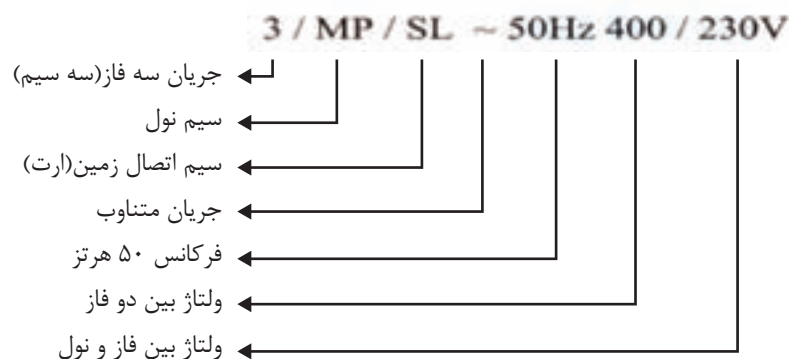 3 / MP / SL ~ 50Hz 400 / 230V
جریان سه فاز(سه سیم)
سیم نول
سیم اتصال زمین(ارت)
جریان متناوب
فرکانس ۵۰ هرتز
ولتاژ بین دو فاز
ولتاژ بین فاز و نول